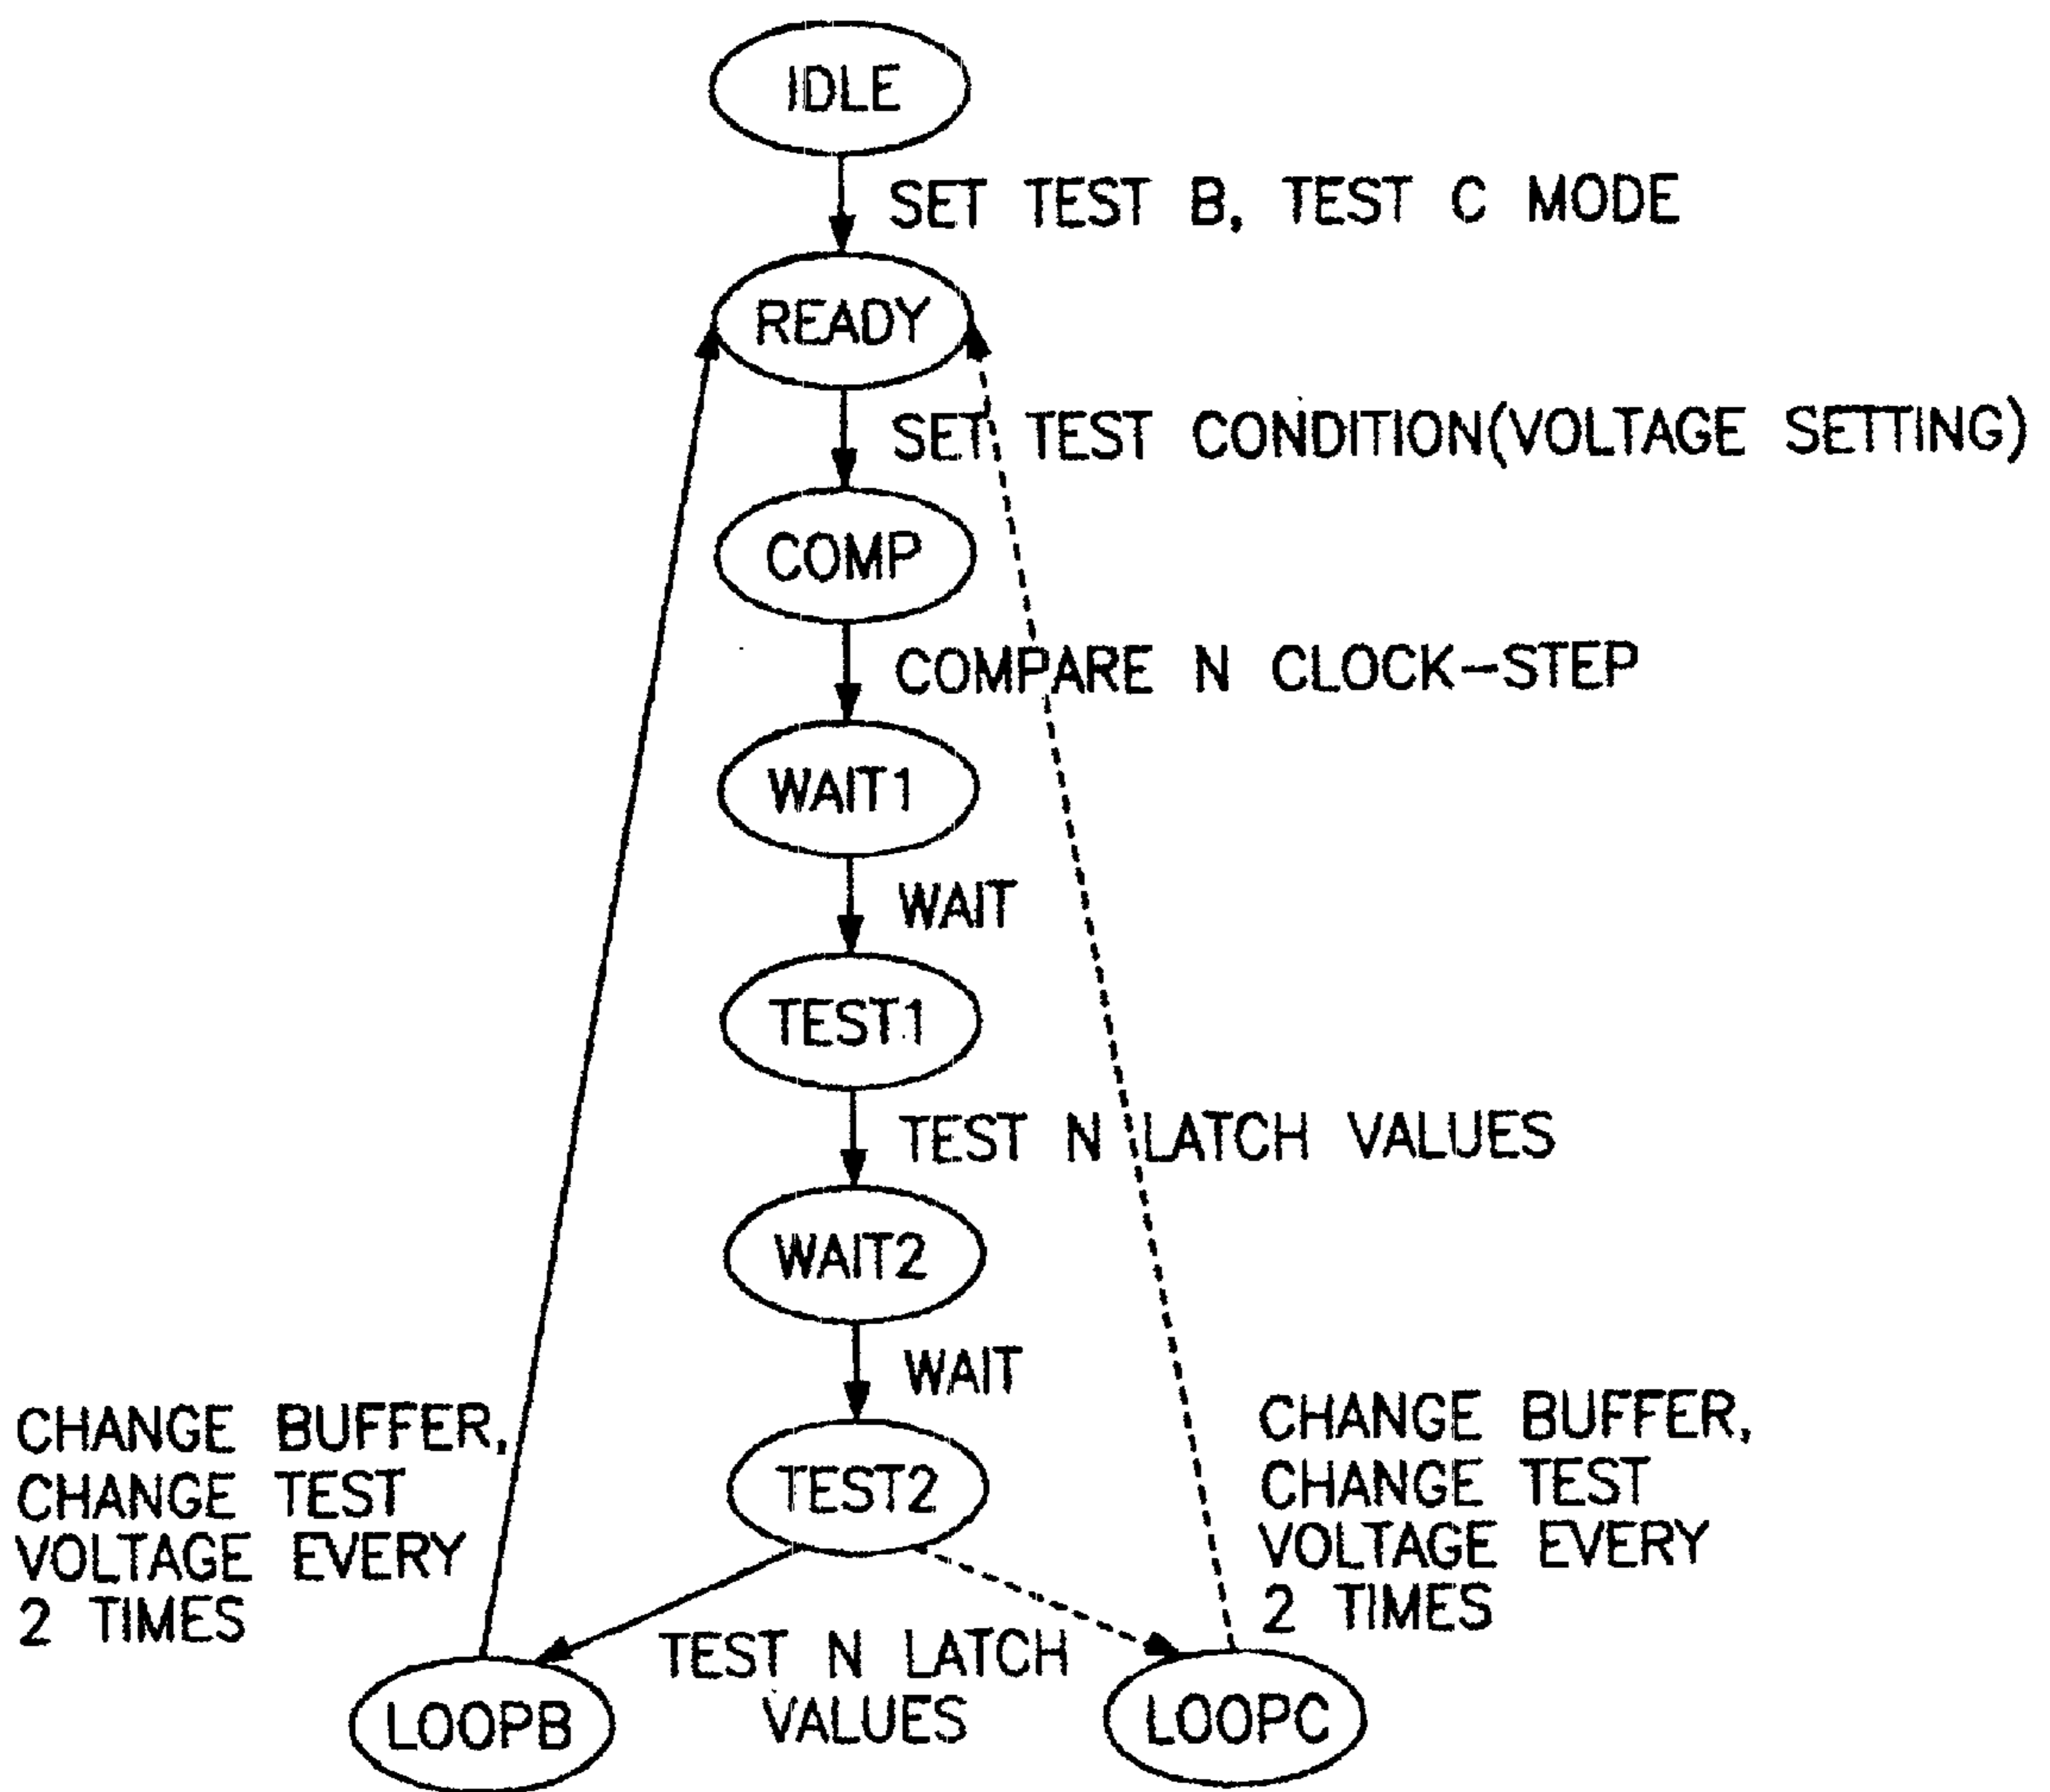 IDLE
SET TEST B, TEST C MODE
READY
SET TEST CONDITION(VOLTAGE SETTING)
COMP
COMPARE N CLOCK-STEP
WAIT1
WAIT
TEST1
TEST N LATCH VALUES
WAIT2
WAIT
TEST2
CHANGE BUFFER,
CHANGE TEST
VOLTAGE EVERY
2 TIMES
CHANGE BUFFER,
CHANGE TEST
VOLTAGE EVERY
2 TIMES
TEST N LATCH
VALUES
LOOPB
LOOPC